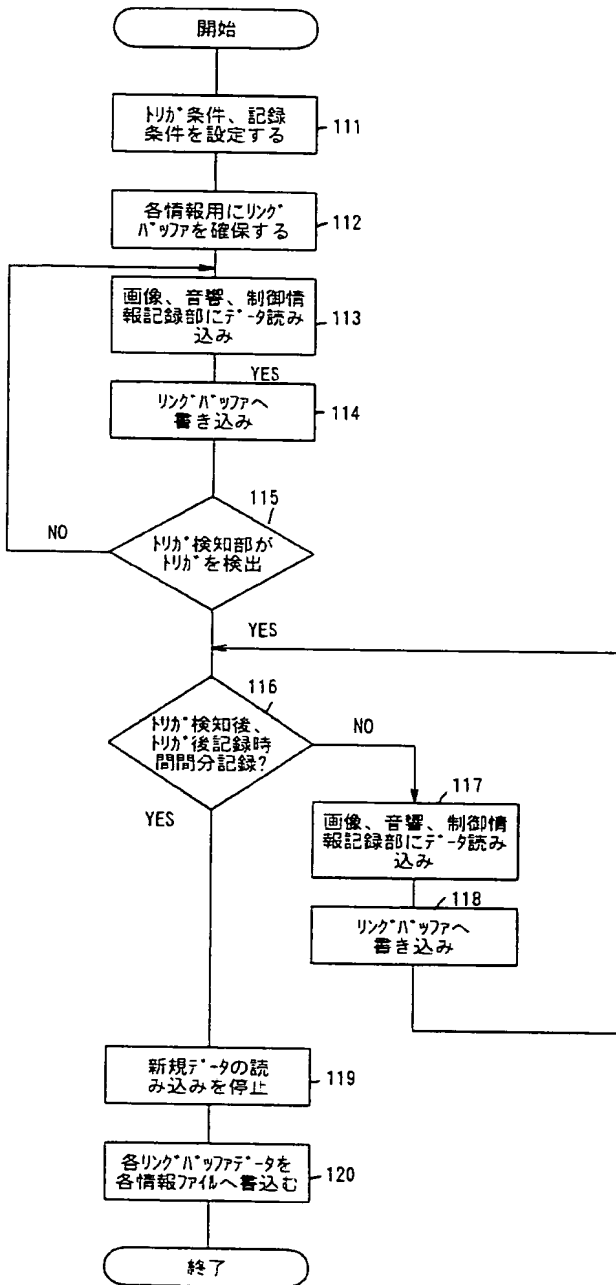 開始
トリガ条件、記録
条件を設定する
111
各情報用にリング
バッファを確保する
112
画像、音響、制御情
報記録部にデータ読み
込み
113
YES
リングバッファへ
書き込み
114
115
トリガ検知部が
トリガを検出
NO
YES
116
トリガ検知後、
トリガ後記録時
間間分記録?
NO
YES
117
画像、音響、制御情
報記録部にデータ読み
込み
118
リングバッファへ
書き込み
新規データの読
み込みを停止
119
各リングバッファデータを
各情報ファイルへ書込む
120
終了